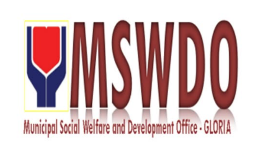 MSWDO
Municipal Social Welfare and Development Office - GLORIA